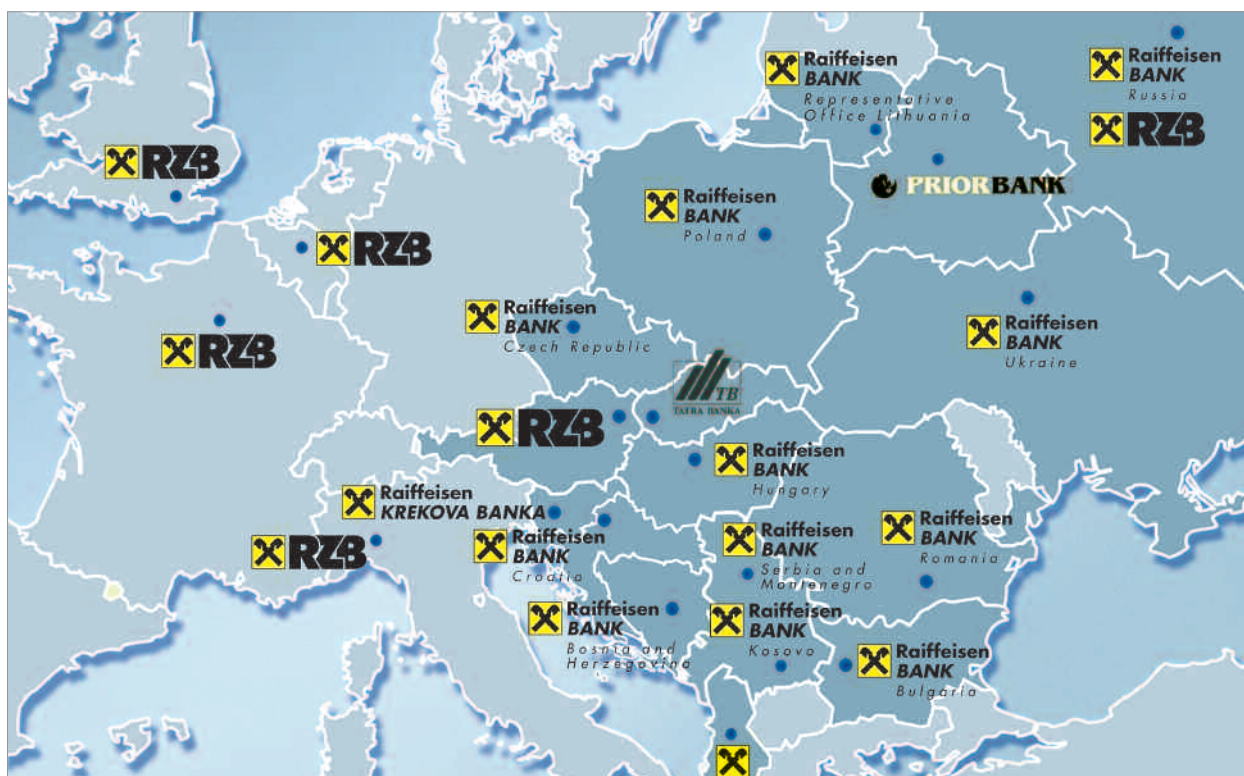 Raiffeisen
BANK
Representative
Office Lithuania
Raiffeisen
BANK
Russia
RZB
RZB
PRIORBANK
Raiffeisen
BANK
Poland
RZB
RZB
Raiffeisen
BANK
Czech Republic
Raiffeisen
BANK
Ukraine
TB
TATRA BANKA
RZB
Raiffeisen
BANK
Hungary
Raiffeisen
KREKOVA BANKA
RZB
Raiffeisen
BANK
Croatia
Raiffeisen
BANK
Serbia and
Montenegro
Raiffeisen
BANK
Romania
Raiffeisen
BANK
Bosnia and
Herzegovina
Raiffeisen
BANK
Kosovo
Raiffeisen
BANK
Bulgaria